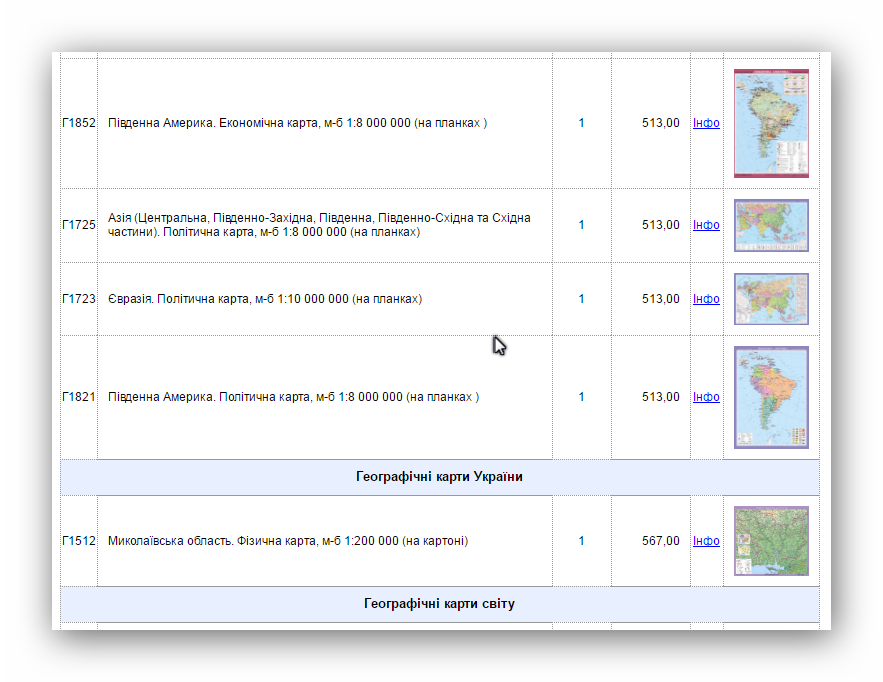 Г1852 Південна Америка. Економічна карта, м-б 1:8 000 000 (на планках ) 1 513,00 Інфо
Г1725 Азія (Центральна, Південно-Західна, Південна, Південно-Східна та Східна
частини). Політична карта, м-б 1:8 000 000 (на планках) 1 513,00 Інфо
Г1723 Євразія. Політична карта, м-б 1:10 000 000 (на планках) 1 513,00 Інфо
Г1821 Південна Америка. Політична карта, м-б 1:8 000 000 (на планках ) 1 513,00 Інфо
Географічні карти України
Г1512 Миколаївська область. Фізична карта, м-б 1:200 000 (на картоні) 1 567,00 Інфо
Географічні карти світу